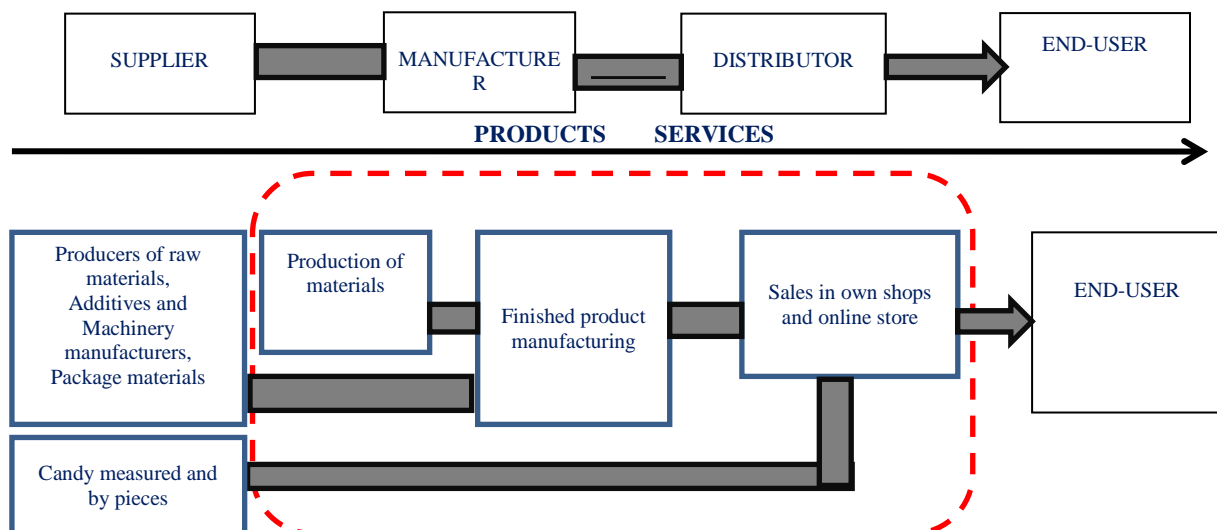 SUPPLIER
MANUFACTURE
R
DISTRIBUTOR
END-USER
PRODUCTS SERVICES
Producers of raw
materials,
Additives and
Machinery
manufacturers,
Package materials
Production of
materials
Finished product
manufacturing
Sales in own shops
and online store
END-USER
Candy measured and
by pieces